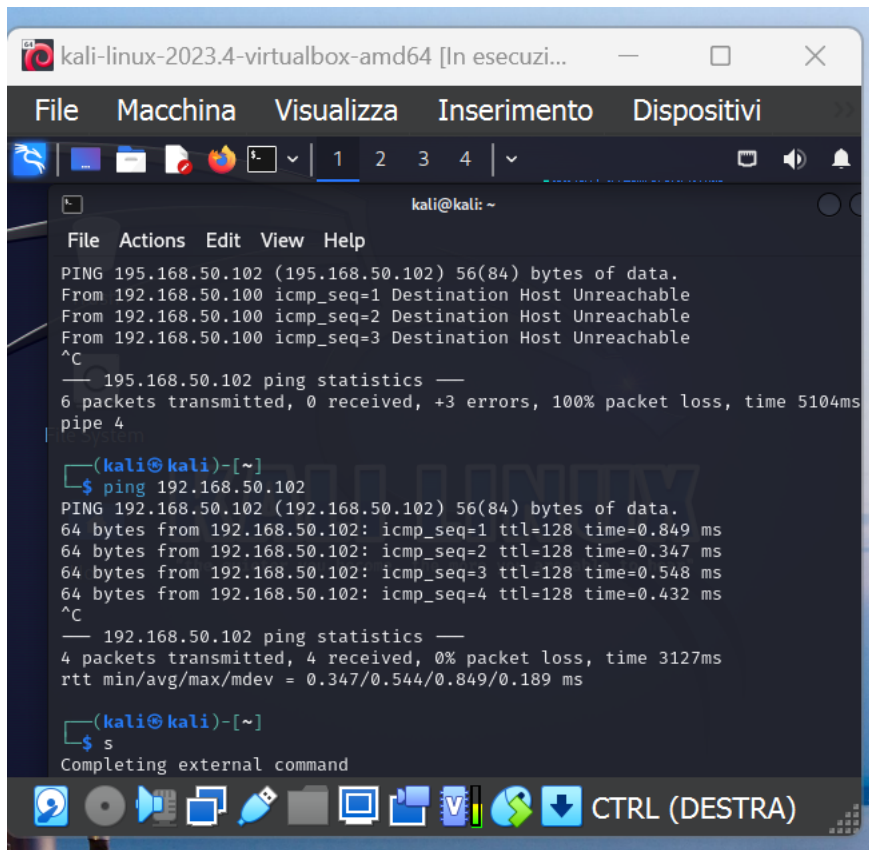 kali-linux-2023.4-virtualbox-amd64 [In esecuzi...
File Macchina Visualizza Inserimento Dispositivi
1 2 3 4
kali@kali: ~
File Actions Edit View Help
PING 195.168.50.102 (195.168.50.102) 56(84) bytes of data.
From 192.168.50.100 icmp_seq=1 Destination Host Unreachable
From 192.168.50.100 icmp_seq=2 Destination Host Unreachable
From 192.168.50.100 icmp_seq=3 Destination Host Unreachable
^C
--- 195.168.50.102 ping statistics ---
6 packets transmitted, 0 received, +3 errors, 100% packet loss, time 5104ms
pipe 4
File System
┌──(kali㉿kali)-[~]
└─$ ping 192.168.50.102
PING 192.168.50.102 (192.168.50.102) 56(84) bytes of data.
64 bytes from 192.168.50.102: icmp_seq=1 ttl=128 time=0.849 ms
64 bytes from 192.168.50.102: icmp_seq=2 ttl=128 time=0.347 ms
64 bytes from 192.168.50.102: icmp_seq=3 ttl=128 time=0.548 ms
64 bytes from 192.168.50.102: icmp_seq=4 ttl=128 time=0.432 ms
^C
--- 192.168.50.102 ping statistics ---
4 packets transmitted, 4 received, 0% packet loss, time 3127ms
rtt min/avg/max/mdev = 0.347/0.544/0.849/0.189 ms
┌──(kali㉿kali)-[~]
└─$ s
Completing external command
CTRL (DESTRA)